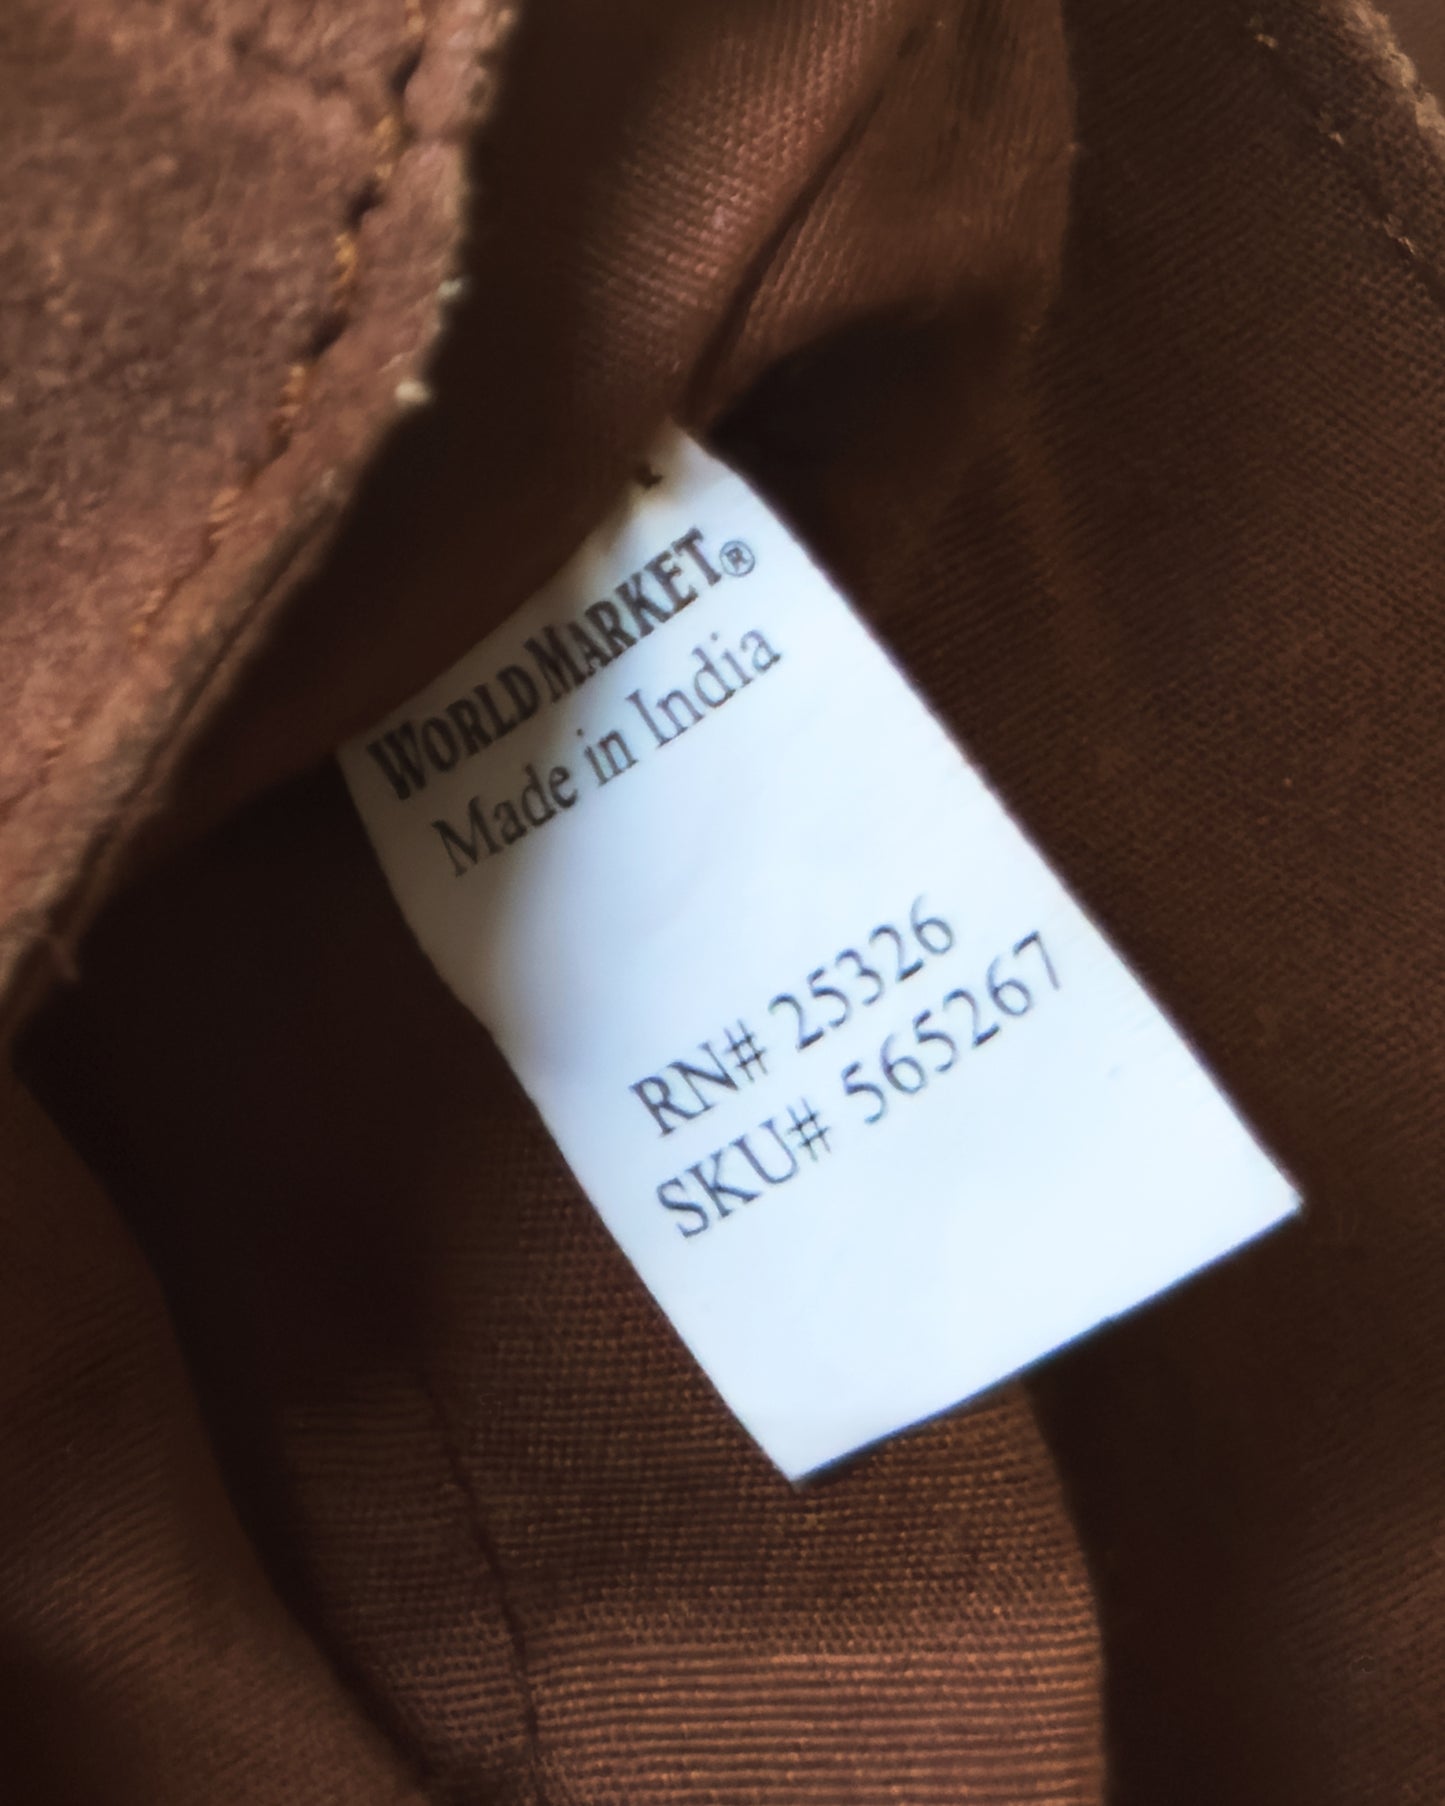 WORLD MARKET®
Made in India
RN# 25326
SKU# 565267